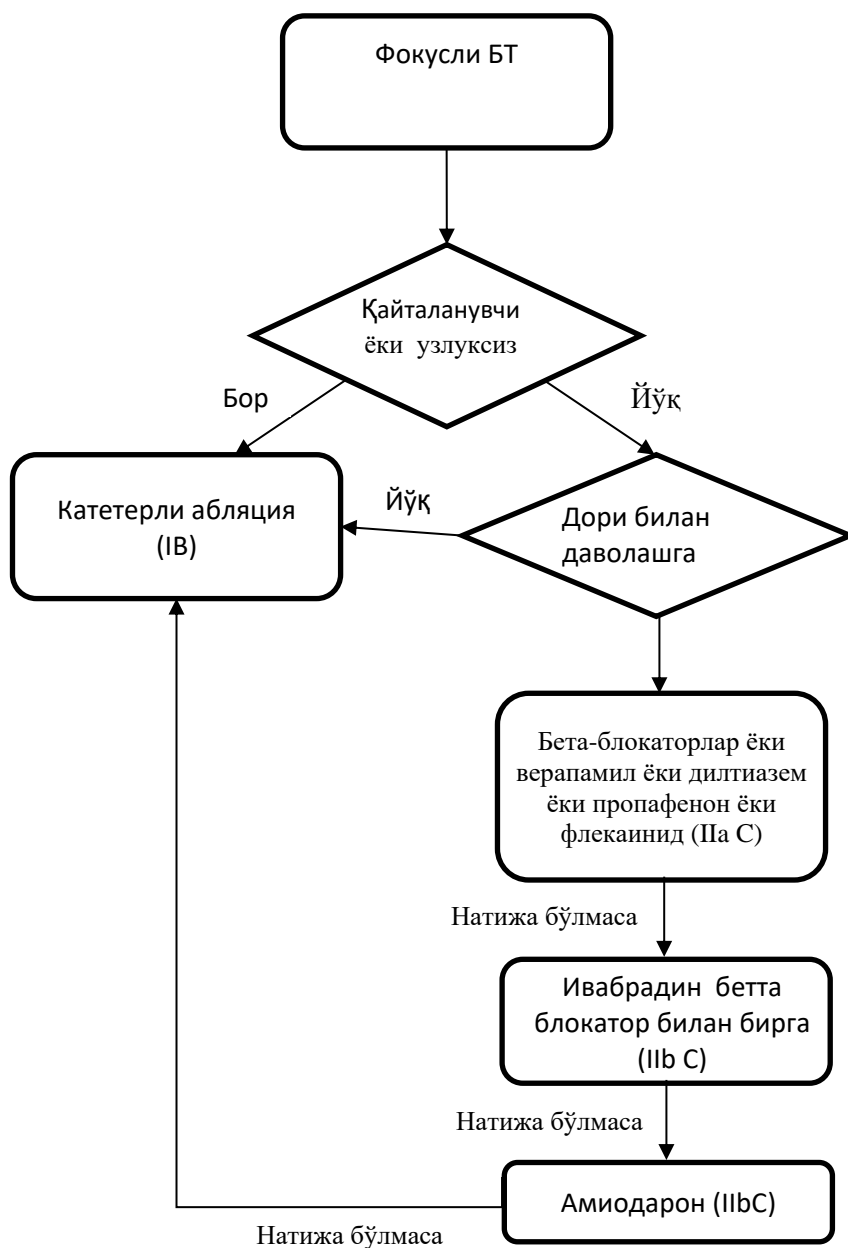 Фокусли БТ
Қайталанувчи
ёки узлуксиз
Бор
Йўқ
Катетерли абляция
(IB)
Йўқ
Дори билан
даволашга
Бета-блокаторлар ёки
верапамил ёки дилтиазем
ёки пропафенон ёки
флекаинид (IIa C)
Натижа бўлмаса
Ивабрадин бетта
блокатор билан бирга
(IIb C)
Натижа бўлмаса
Амиодарон (IIbC)
Натижа бўлмаса